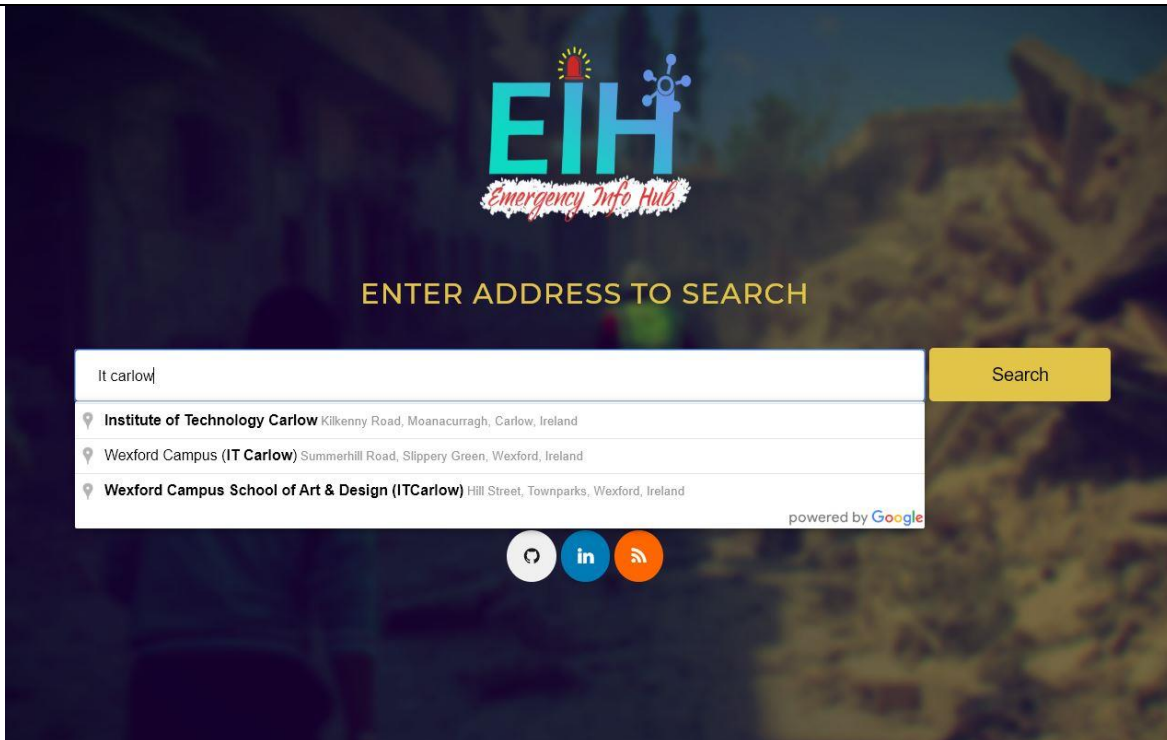 EIH
Emergency Info Hub
ENTER ADDRESS TO SEARCH
It carlow
Search
Institute of Technology Carlow Kilkenny Road, Moanacurragh, Carlow, Ireland
Wexford Campus (IT Carlow) Summerhill Road, Slippery Green, Wexford, Ireland
Wexford Campus School of Art & Design (ITCarlow) Hill Street, Townparks, Wexford, Ireland
powered by Google
in